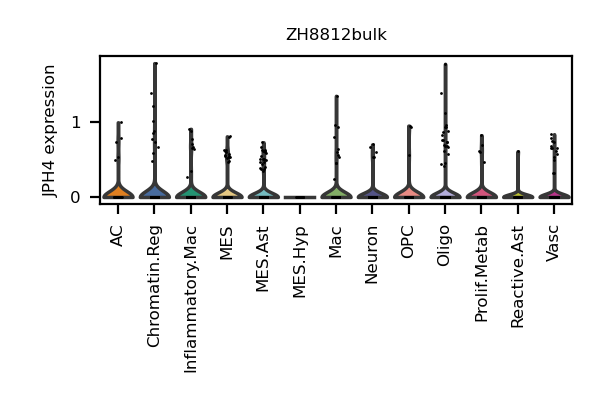 ZH8812bulk
JPH4 expression
1
0
AC
Chromatin.Reg
Inflammatory.Mac
MES
MES.Ast
MES.Hyp
Mac
Neuron
OPC
Oligo
Prolif.Metab
Reactive.Ast
Vasc